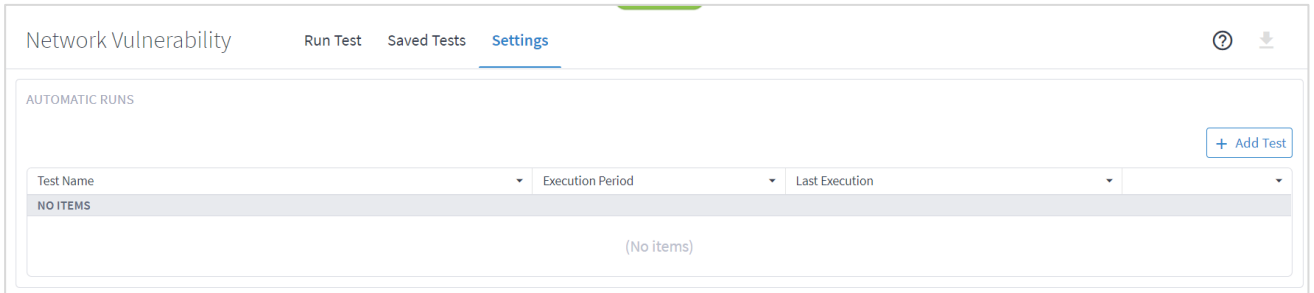 Network Vulnerability Run Test Saved Tests Settings
AUTOMATIC RUNS
+ Add Test
Test Name Execution Period Last Execution
NO ITEMS
(No items)